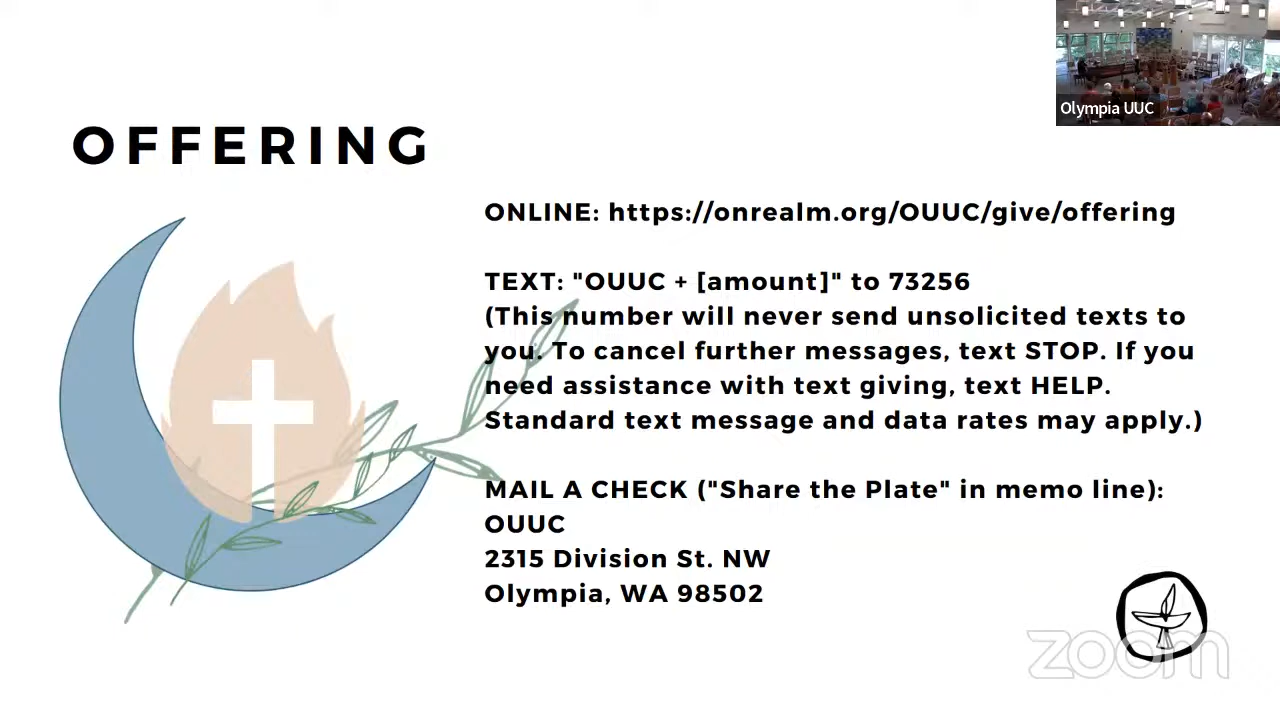 Olympia UUC
OFFERING
ONLINE: https://onrealm.org/OUUC/give/offering
TEXT: "OUUC + [amount]" to 73256
(This number will never send unsolicited texts to
you. To cancel further messages, text STOP. If you
need assistance with text giving, text HELP.
Standard text message and data rates may apply.)
MAIL A CHECK ("Share the Plate" in memo line):
OUUC
2315 Division St. NW
Olympia, WA 98502
zoom